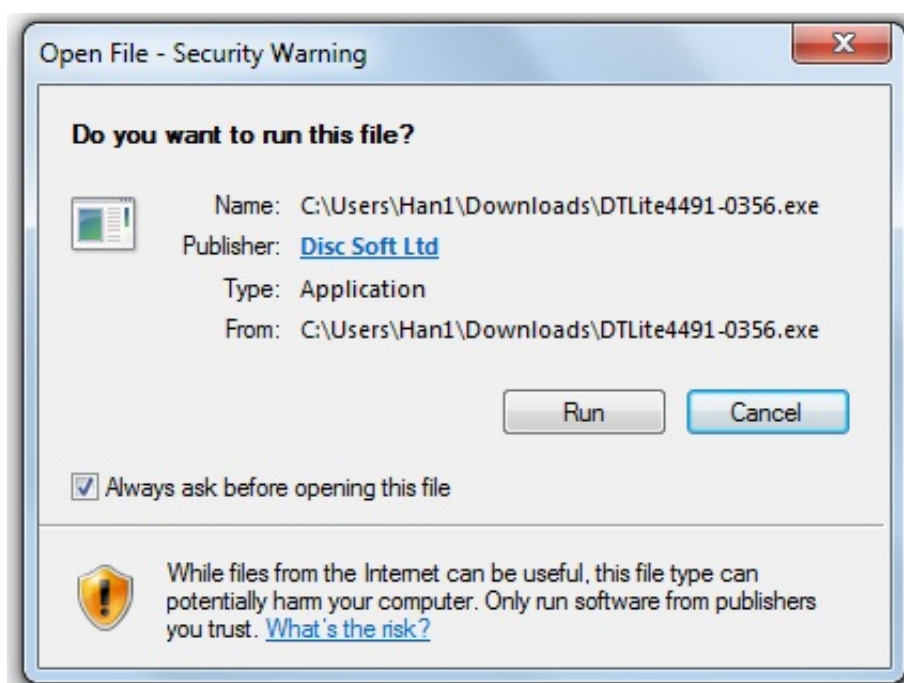 Open File - Security Warning
Do you want to run this file?
Name: C:\Users\Han1\Downloads\DTLite4491-0356.exe
Publisher: Disc Soft Ltd
Type: Application
From: C:\Users\Han1\Downloads\DTLite4491-0356.exe
Run Cancel
Always ask before opening this file
While files from the Internet can be useful, this file type can
potentially harm your computer. Only run software from publishers
you trust. What's the risk?